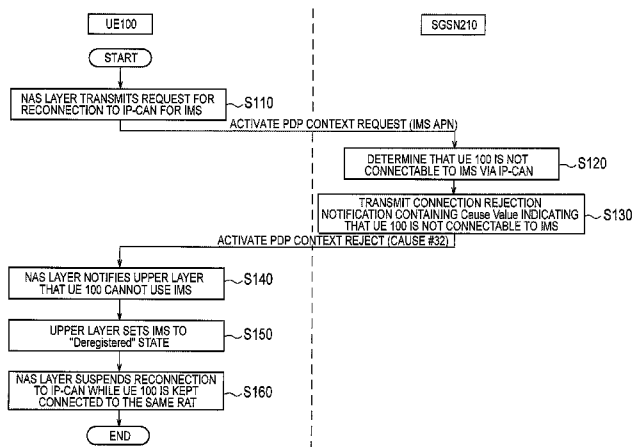 UE100
SGSN210
START
NAS LAYER TRANSMITS REQUEST FOR
RECONNECTION TO IP-CAN FOR IMS
S110
ACTIVATE PDP CONTEXT REQUEST (IMS APN)
DETERMINE THAT UE 100 IS NOT
CONNECTABLE TO IMS VIA IP-CAN
S120
TRANSMIT CONNECTION REJECTION
NOTIFICATION CONTAINING Cause Value INDICATING
THAT UE 100 IS NOT CONNECTABLE TO IMS
S130
ACTIVATE PDP CONTEXT REJECT (CAUSE #32)
NAS LAYER NOTIFIES UPPER LAYER
THAT UE 100 CANNOT USE IMS
S140
UPPER LAYER SETS IMS TO
"Deregistered" STATE
S150
NAS LAYER SUSPENDS RECONNECTION
TO IP-CAN WHILE UE 100 IS KEPT
CONNECTED TO THE SAME RAT
S160
END